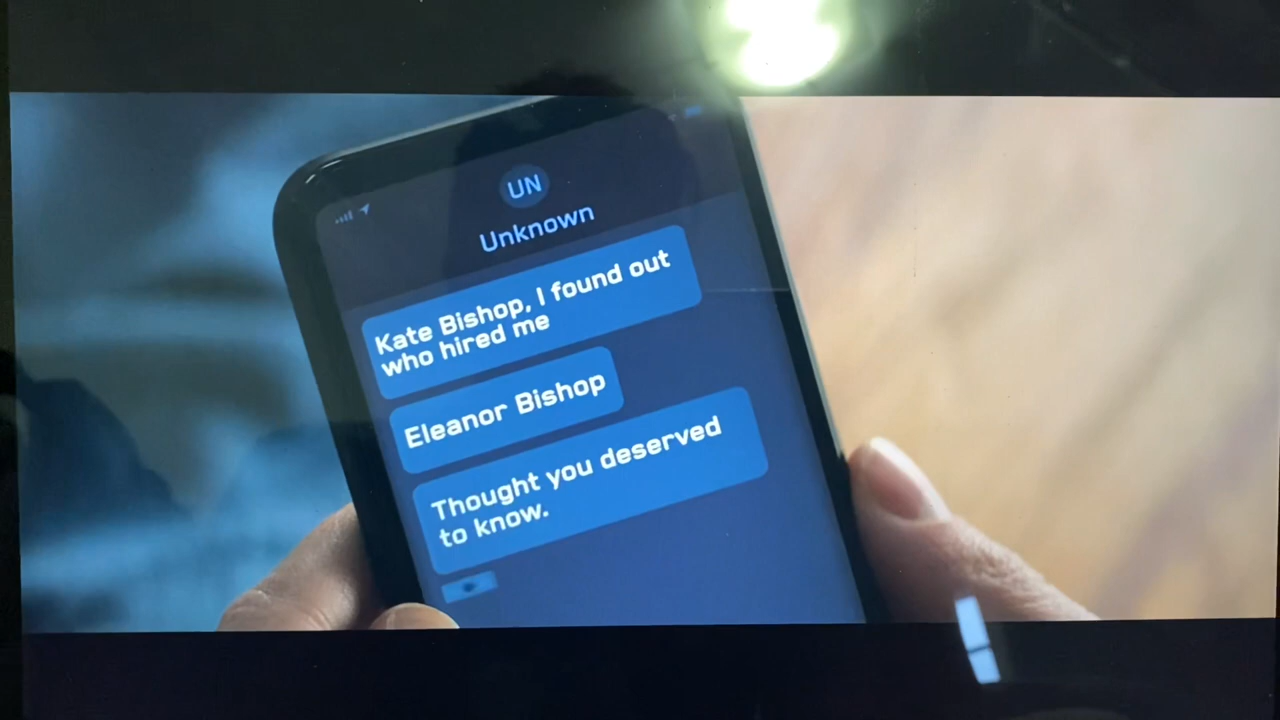 UN
Unknown
Kate Bishop, I found out
who hired me
Eleanor Bishop
Thought you deserved
to know.